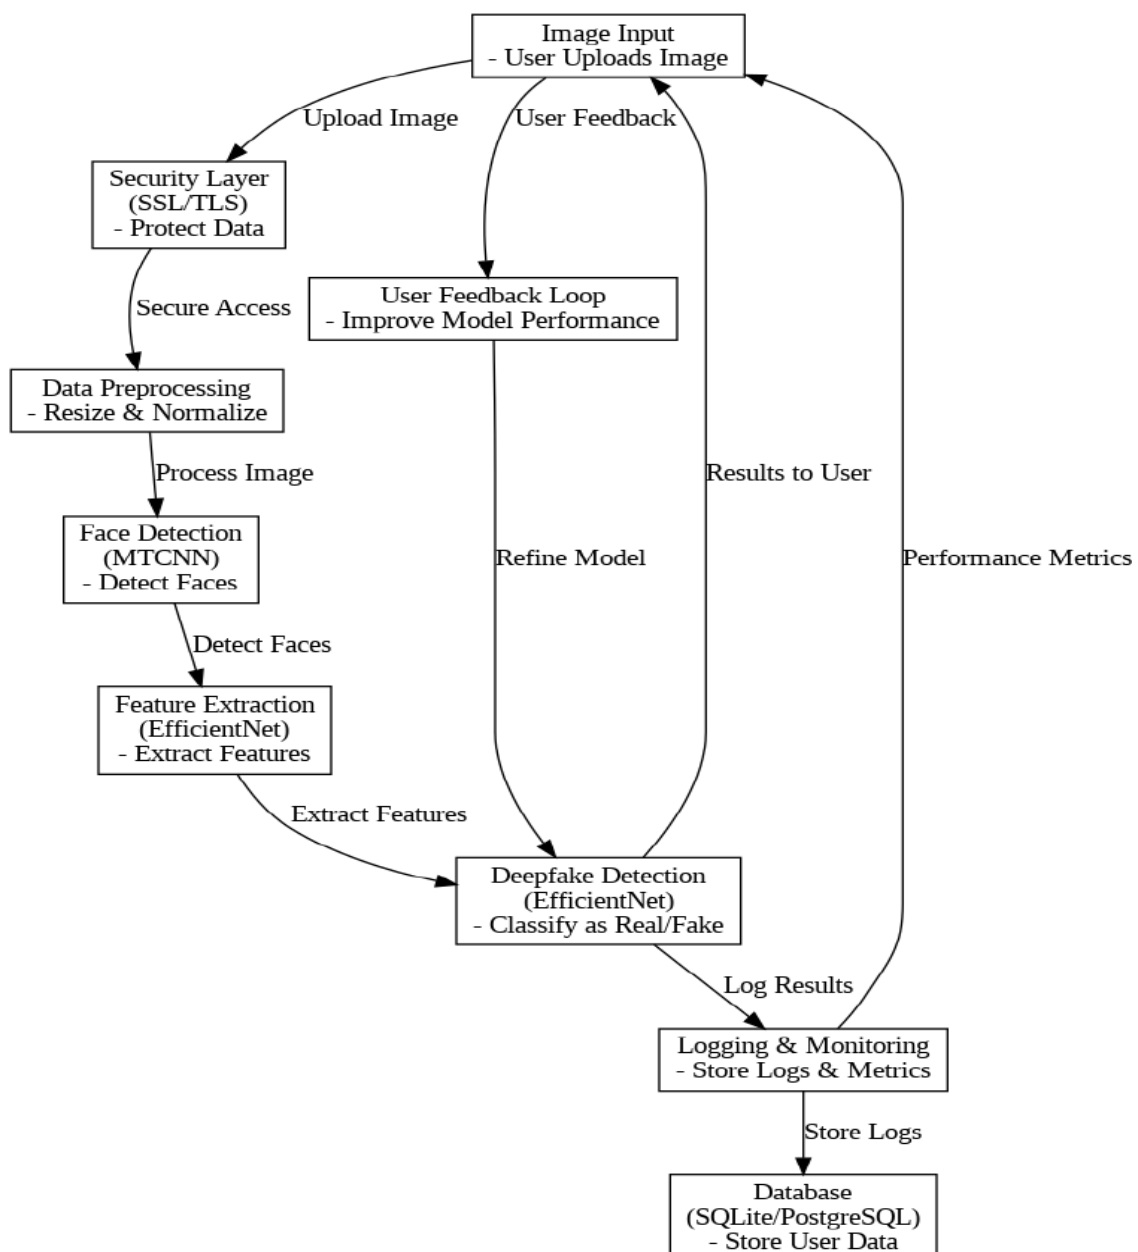 Image Input
- User Uploads Image
Upload Image
User Feedback
Security Layer
(SSL/TLS)
- Protect Data
User Feedback Loop
- Improve Model Performance
Secure Access
Data Preprocessing
- Resize & Normalize
Process Image
Results to User
Face Detection
(MTCNN)
- Detect Faces
Refine Model
Performance Metrics
Detect Faces
Feature Extraction
(EfficientNet)
- Extract Features
Extract Features
Deepfake Detection
(EfficientNet)
- Classify as Real/Fake
Log Results
Logging & Monitoring
- Store Logs & Metrics
Store Logs
Database
(SQLite/PostgreSQL)
- Store User Data